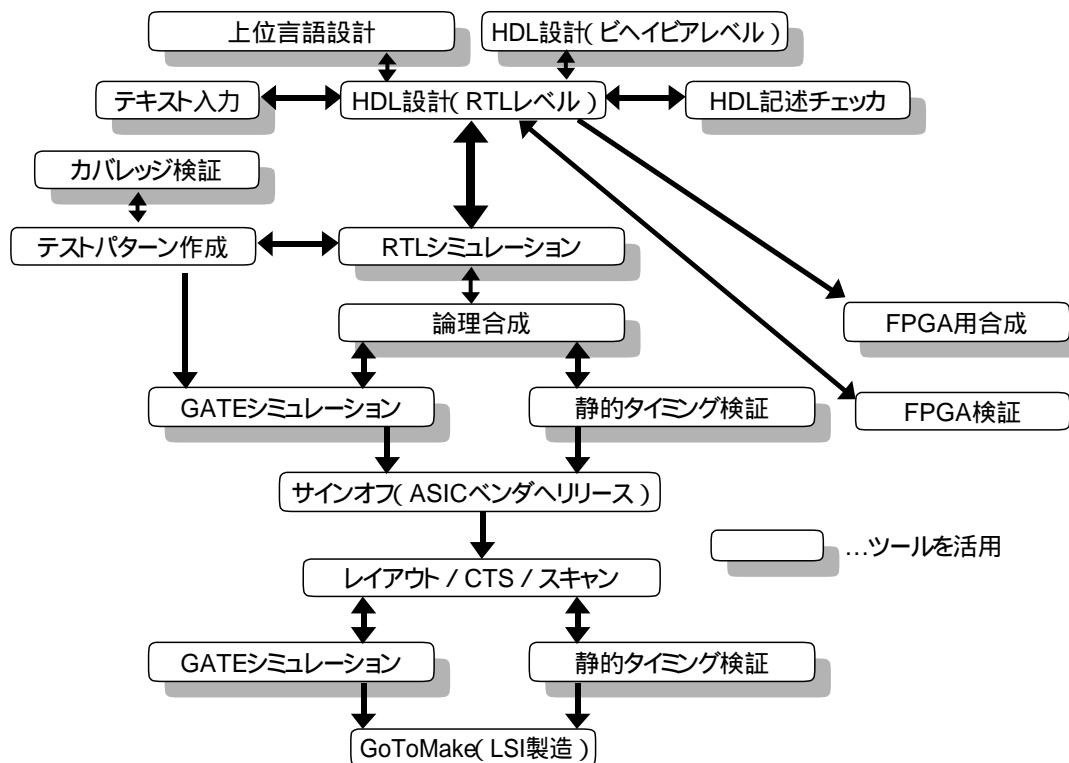 上位言語設計
HDL設計(ビヘイビアレベル)
テキスト入力
HDL設計(RTLレベル)
HDL記述チェッカ
カバレッジ検証
テストパターン作成
RTLシミュレーション
論理合成
FPGA用合成
GATEシミュレーション
静的タイミング検証
FPGA検証
サインオフ(ASICベンダへリリース)
…ツールを活用
レイアウト / CTS / スキャン
GATEシミュレーション
静的タイミング検証
GoToMake(LSI製造)